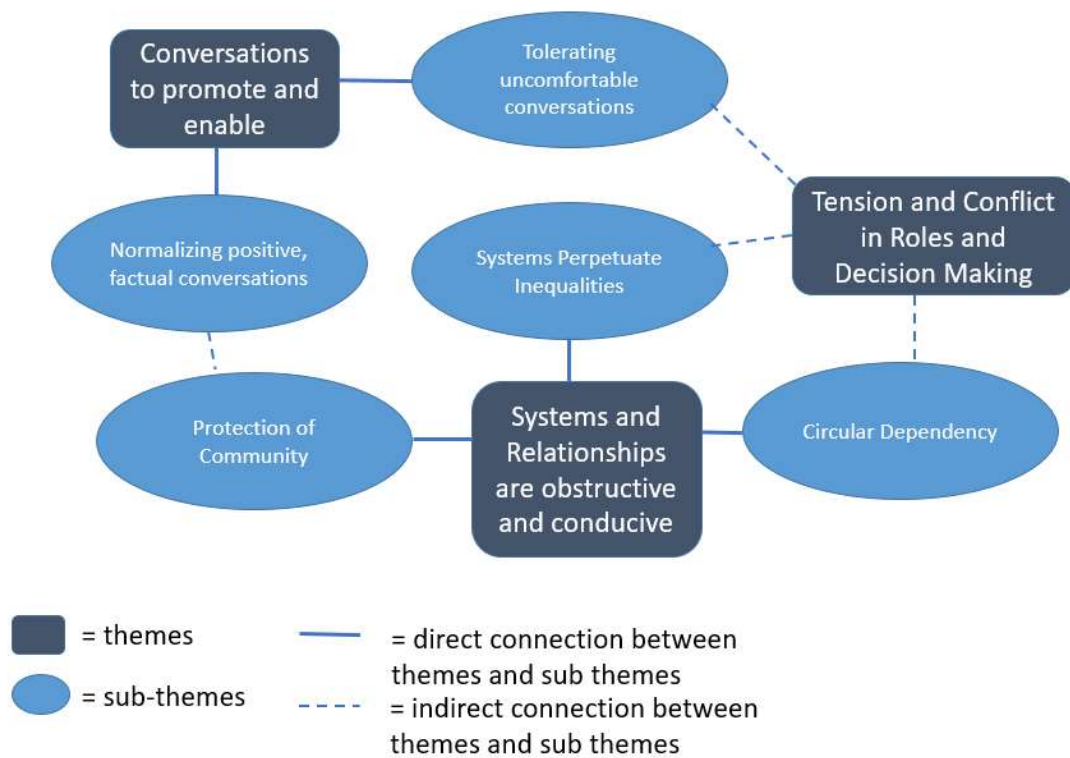 Conversations
to promote and
enable
Tolerating
uncomfortable
conversations
Normalizing positive,
factual conversations
Systems Perpetuate
Inequalities
Tension and Conflict
in Roles and
Decision Making
Protection of
Community
Systems and
Relationships
are obstructive
and conducive
Circular Dependency
= themes
= direct connection between
themes and sub themes
= sub-themes
= indirect connection between
themes and sub themes